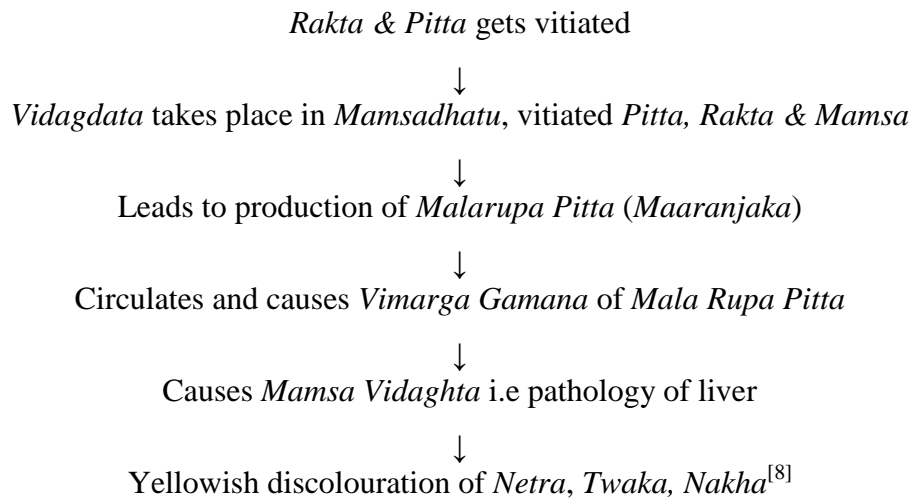 Rakta & Pitta gets vitiated
↓
Vidagdata takes place in Mamsadhatu, vitiated Pitta, Rakta & Mamsa
↓
Leads to production of Malarupa Pitta (Maaranjaka)
↓
Circulates and causes Vimarga Gamana of Mala Rupa Pitta
↓
Causes Mamsa Vidaghta i.e pathology of liver
↓
Yellowish discolouration of Netra, Twaka, Nakha[8]